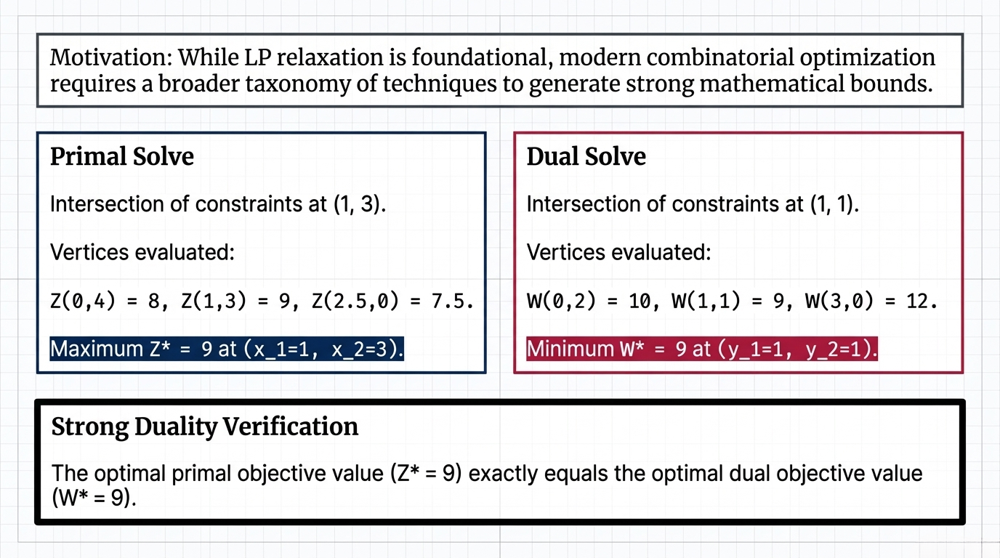 Motivation: While LP relaxation is foundational, modern combinatorial optimization
requires a broader taxonomy of techniques to generate strong mathematical bounds.
Primal Solve
Intersection of constraints at (1, 3).
Vertices evaluated:
Z(0,4) = 8, Z(1,3) = 9, Z(2.5,0) = 7.5.
Maximum Z* = 9 at (x_1=1, x_2=3).
Dual Solve
Intersection of constraints at (1, 1).
Vertices evaluated:
W(0,2) = 10, W(1,1) = 9, W(3,0) = 12.
Minimum W* = 9 at (y_1=1, y_2=1).
Strong Duality Verification
The optimal primal objective value (Z* = 9) exactly equals the optimal dual objective value
(W* = 9).